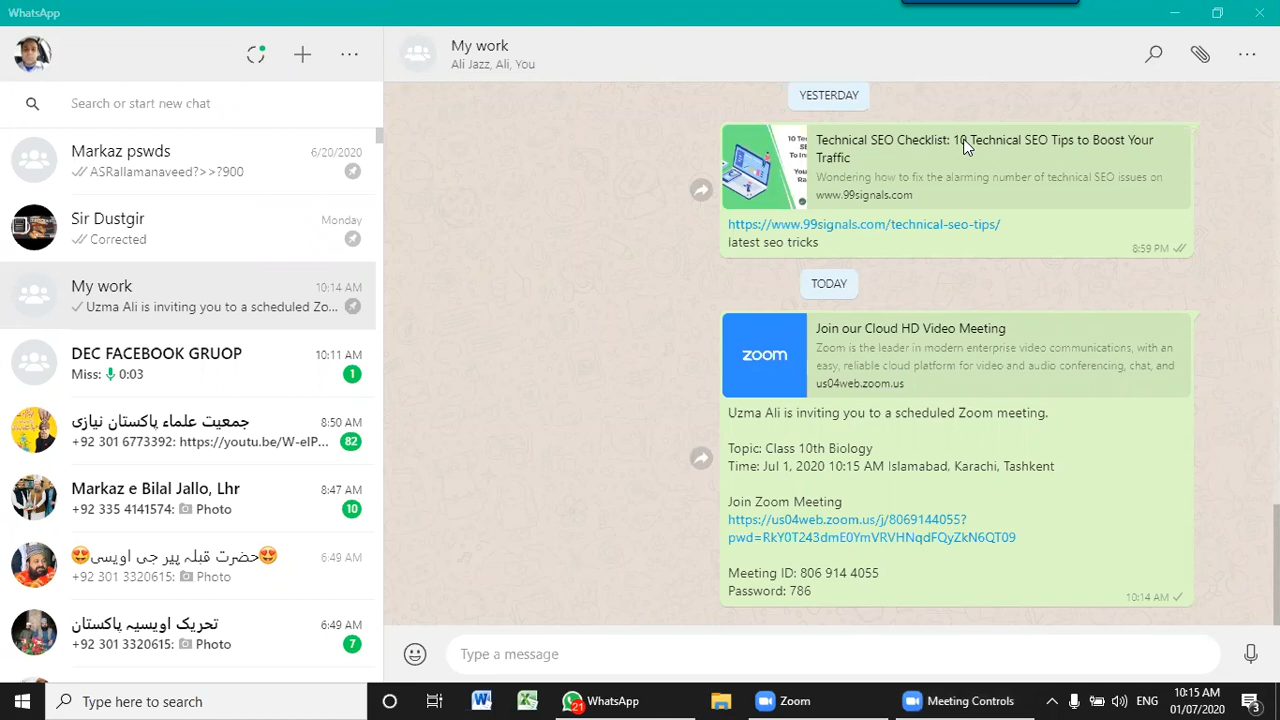 WhatsApp
Search or start new chat
Markaz pswds
6/20/2020
ASRallamanaveed?>>?900
Sir Dustgir
Monday
Corrected
My work
10:14 AM
Uzma Ali is inviting you to a scheduled Zo...
DEC FACEBOOK GRUOP
10:11 AM
Miss: 0:03
1
جمعیت علماء پاکستان نیازی
8:50 AM
+92 301 6773392: https://youtu.be/W-eIP...
82
Markaz e Bilal Jallo, Lhr
8:47 AM
+92 335 4141574: Photo
10
😍حضرت قبلہ پیر جی اویسی😍
6:49 AM
+92 301 3320615: Photo
تحریک اویسیہ پاکستان
6:49 AM
+92 301 3320615: Photo
7
My work
Ali Jazz, Ali, You
YESTERDAY
Technical SEO Checklist: 10 Technical SEO Tips to Boost Your
Traffic
Wondering how to fix the alarming number of technical SEO issues on
www.99signals.com
https://www.99signals.com/technical-seo-tips/
latest seo tricks
8:59 PM
TODAY
zoom
Join our Cloud HD Video Meeting
Zoom is the leader in modern enterprise video communications, with an
easy, reliable cloud platform for video and audio conferencing, chat, and
us04web.zoom.us
Uzma Ali is inviting you to a scheduled Zoom meeting.
Topic: Class 10th Biology
Time: Jul 1, 2020 10:15 AM Islamabad, Karachi, Tashkent
Join Zoom Meeting
https://us04web.zoom.us/j/8069144055?
pwd=RkY0T243dmE0YmVRVHNqdFQyZkN6QT09
Meeting ID: 806 914 4055
Password: 786
10:14 AM
Type a message
Type here to search
21
WhatsApp
Zoom
Meeting Controls
ENG
10:15 AM
01/07/2020
3